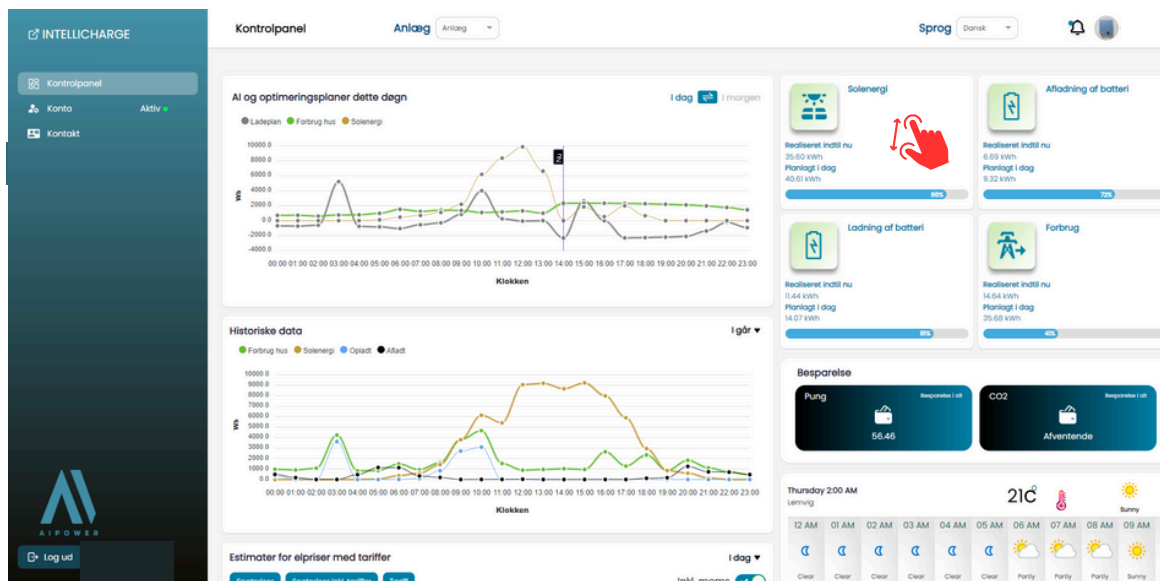 INTELLICHARGE
Kontrolpanel
Konto Aktiv
Kontakt
AIPOWER
Log ud
Kontrolpanel
Anlæg Anlæg
Sprog Dansk
AI og optimeringsplaner dette døgn
I dag I morgen
Ladeplan Forbrug hus Solenergi
10000.0
8000.0
6000.0
4000.0
2000.0
0.0
-2000.0
-4000.0
Wh
Nu
00:00 01:00 02:00 03:00 04:00 05:00 06:00 07:00 08:00 09:00 10:00 11:00 12:00 13:00 14:00 15:00 16:00 17:00 18:00 19:00 20:00 21:00 22:00 23:00
Klokken
Historiske data
I går
Forbrug hus Solenergi Opladt Afladt
10000.0
9000.0
8000.0
7000.0
6000.0
5000.0
4000.0
3000.0
2000.0
1000.0
0.0
Wh
00:00 01:00 02:00 03:00 04:00 05:00 06:00 07:00 08:00 09:00 10:00 11:00 12:00 13:00 14:00 15:00 16:00 17:00 18:00 19:00 20:00 21:00 22:00 23:00
Klokken
Estimater for elpriser med tariffer
I dag
Solenergi
Realiseret indtil nu
35.60 kWh
Planlagt i dag
40.61 kWh
88%
Afladning af batteri
Realiseret indtil nu
6.69 kWh
Planlagt i dag
9.32 kWh
72%
Ladning af batteri
Realiseret indtil nu
11.44 kWh
Planlagt i dag
14.07 kWh
81%
Forbrug
Realiseret indtil nu
14.64 kWh
Planlagt i dag
35.68 kWh
41%
Besparelse
Pung
Besparelse i alt
56.46
CO2
Besparelse i alt
Afventende
Thursday 2:00 AM
Lemvig
21C
Sunny
12 AM 01 AM 02 AM 03 AM 04 AM 05 AM 06 AM 07 AM 08 AM 09 AM
Clear Clear Clear Clear Clear Clear Partly Partly Partly Sunny